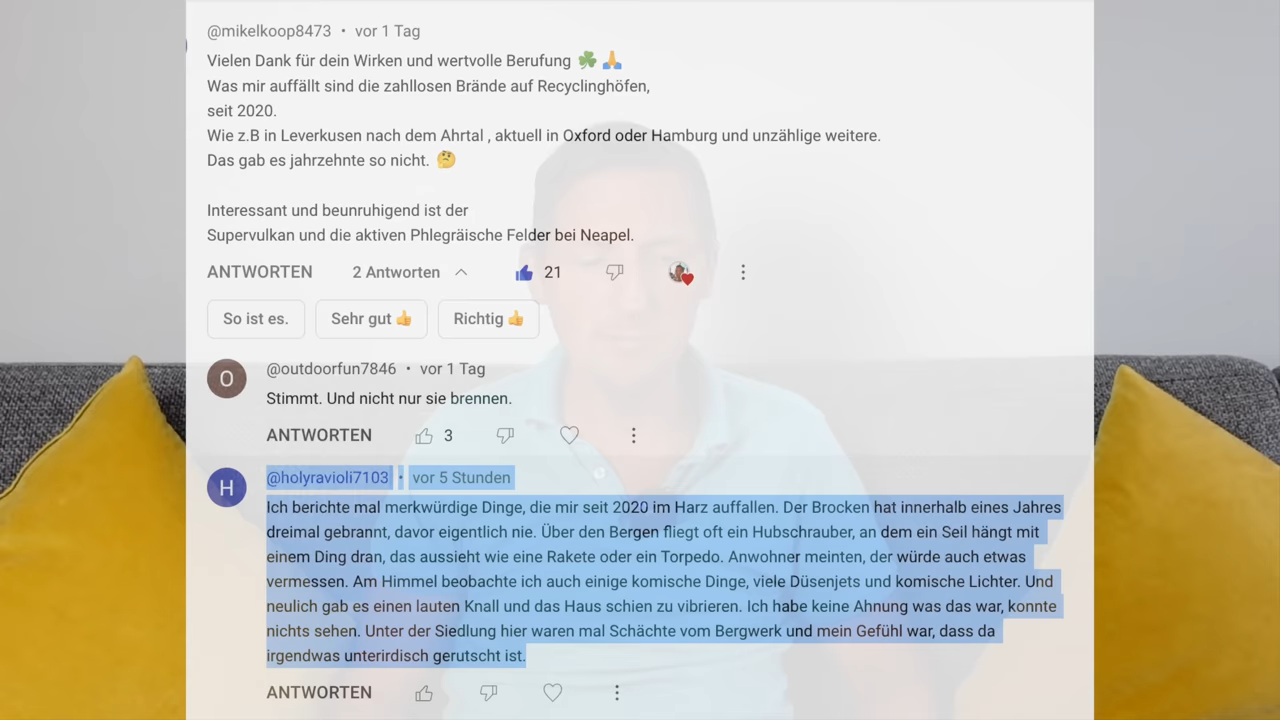 @mikelkoop8473 • vor 1 Tag
Vielen Dank für dein Wirken und wertvolle Berufung ☘️ 🙏
Was mir auffällt sind die zahllosen Brände auf Recyclinghöfen,
seit 2020.
Wie z.B in Leverkusen nach dem Ahrtal , aktuell in Oxford oder Hamburg und unzählige weitere.
Das gab es jahrzehnte so nicht. 🤔
Interessant und beunruhigend ist der
Supervulkan und die aktiven Phlegräische Felder bei Neapel.
ANTWORTEN 2 Antworten 21
So ist es. Sehr gut 👍 Richtig 👍
O @outdoorfun7846 • vor 1 Tag
Stimmt. Und nicht nur sie brennen.
ANTWORTEN 3
H @holyravioli7103 • vor 5 Stunden
Ich berichte mal merkwürdige Dinge, die mir seit 2020 im Harz auffallen. Der Brocken hat innerhalb eines Jahres
dreimal gebrannt, davor eigentlich nie. Über den Bergen fliegt oft ein Hubschrauber, an dem ein Seil hängt mit
einem Ding dran, das aussieht wie eine Rakete oder ein Torpedo. Anwohner meinten, der würde auch etwas
vermessen. Am Himmel beobachte ich auch einige komische Dinge, viele Düsenjets und komische Lichter. Und
neulich gab es einen lauten Knall und das Haus schien zu vibrieren. Ich habe keine Ahnung was das war, konnte
nichts sehen. Unter der Siedlung hier waren mal Schächte vom Bergwerk und mein Gefühl war, dass da
irgendwas unterirdisch gerutscht ist.
ANTWORTEN